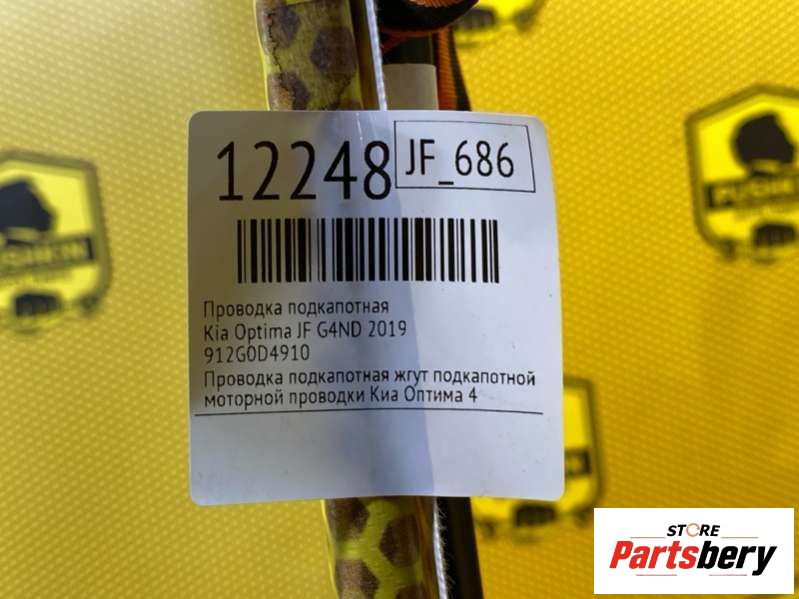 12248
JF_686
Проводка подкапотная
Kia Optima JF G4ND 2019
912G0D4910
Проводка подкапотная жгут подкапотной
моторной проводки Киа Оптима 4
STORE
Partsbery